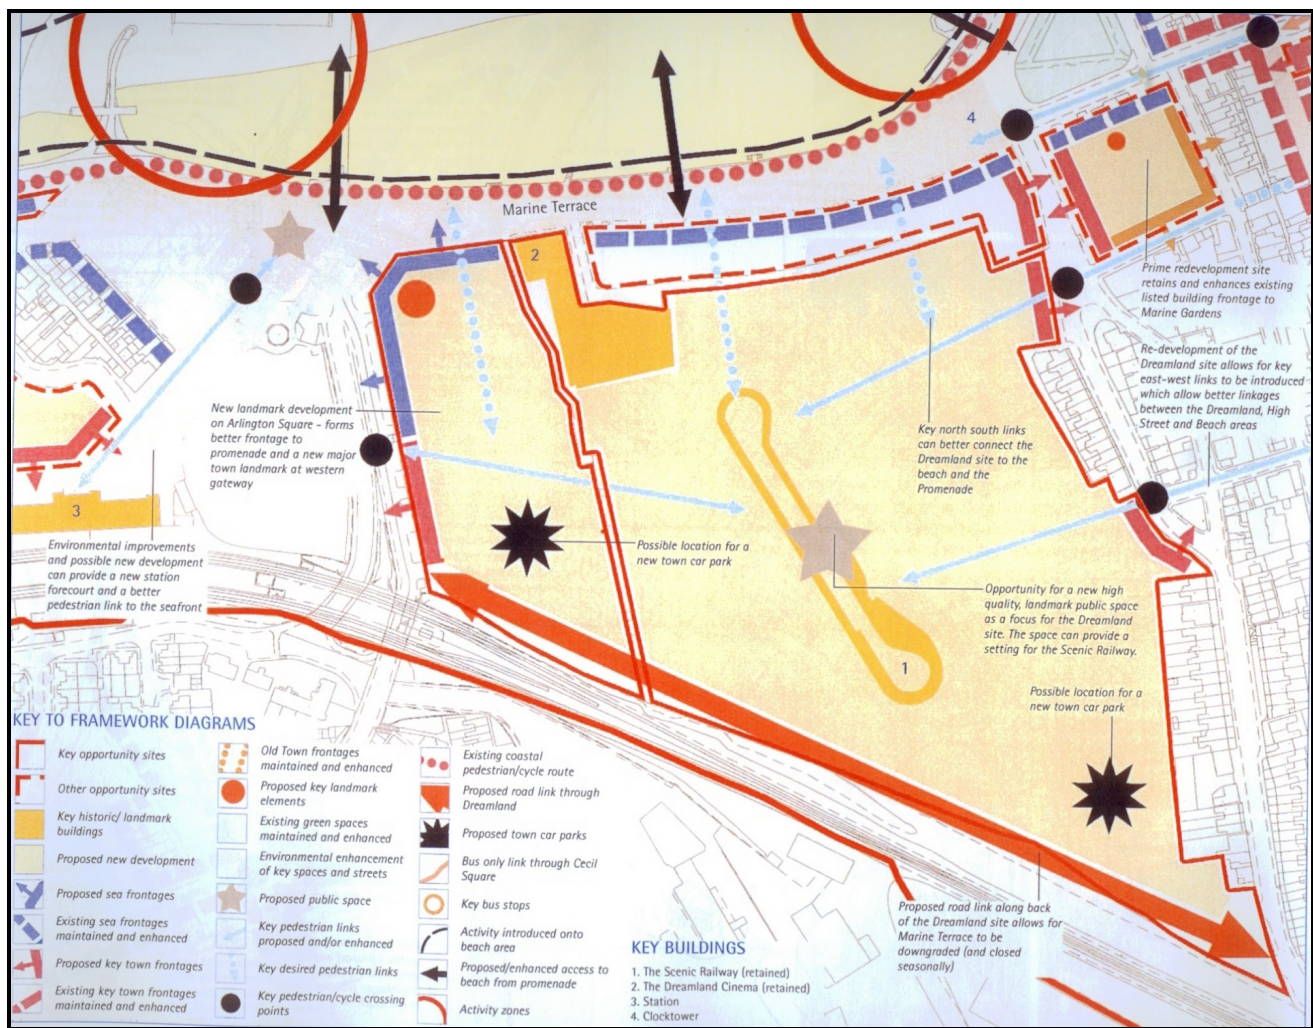 4
Marine Terrace
2
Prime redevelopment site
retains and enhances existing
listed building frontage to
Marine Gardens
Re-development of the
Dreamland site allows for key
east-west links to be introduced
which allow better linkages
between the Dreamland, High
Street and Beach areas
New landmark development
on Arlington Square - forms
better frontage to
promenade and a new major
town landmark at western
gateway
Key north south links
can better connect the
Dreamland site to the
beach and the
Promenade
3
Environmental improvements
and possible new development
can provide a new station
forecourt and a better
pedestrian link to the seafront
Possible location for a
new town car park
Opportunity for a new high
quality, landmark public space
as a focus for the Dreamland
site. The space can provide a
setting for the Scenic Railway.
1
Possible location for a
new town car park
Proposed road link along back
of the Dreamland site allows for
Marine Terrace to be
downgraded (and closed
seasonally)
KEY TO FRAMEWORK DIAGRAMS
Key opportunity sites
Other opportunity sites
Key historic/ landmark
buildings
Proposed new development
Proposed sea frontages
Existing sea frontages
maintained and enhanced
Proposed key town frontages
Existing key town frontages
maintained and enhanced
Old Town frontages
maintained and enhanced
Proposed key landmark
elements
Existing green spaces
maintained and enhanced
Environmental enhancement
of key spaces and streets
Proposed public space
Key pedestrian links
proposed and/or enhanced
Key desired pedestrian links
Key pedestrian/cycle crossing
points
Existing coastal
pedestrian/cycle route
Proposed road link through
Dreamland
Proposed town car parks
Bus only link through Cecil
Square
Key bus stops
Activity introduced onto
beach area
Proposed/enhanced access to
beach from promenade
Activity zones
KEY BUILDINGS
1. The Scenic Railway (retained)
2. The Dreamland Cinema (retained)
3. Station
4. Clocktower